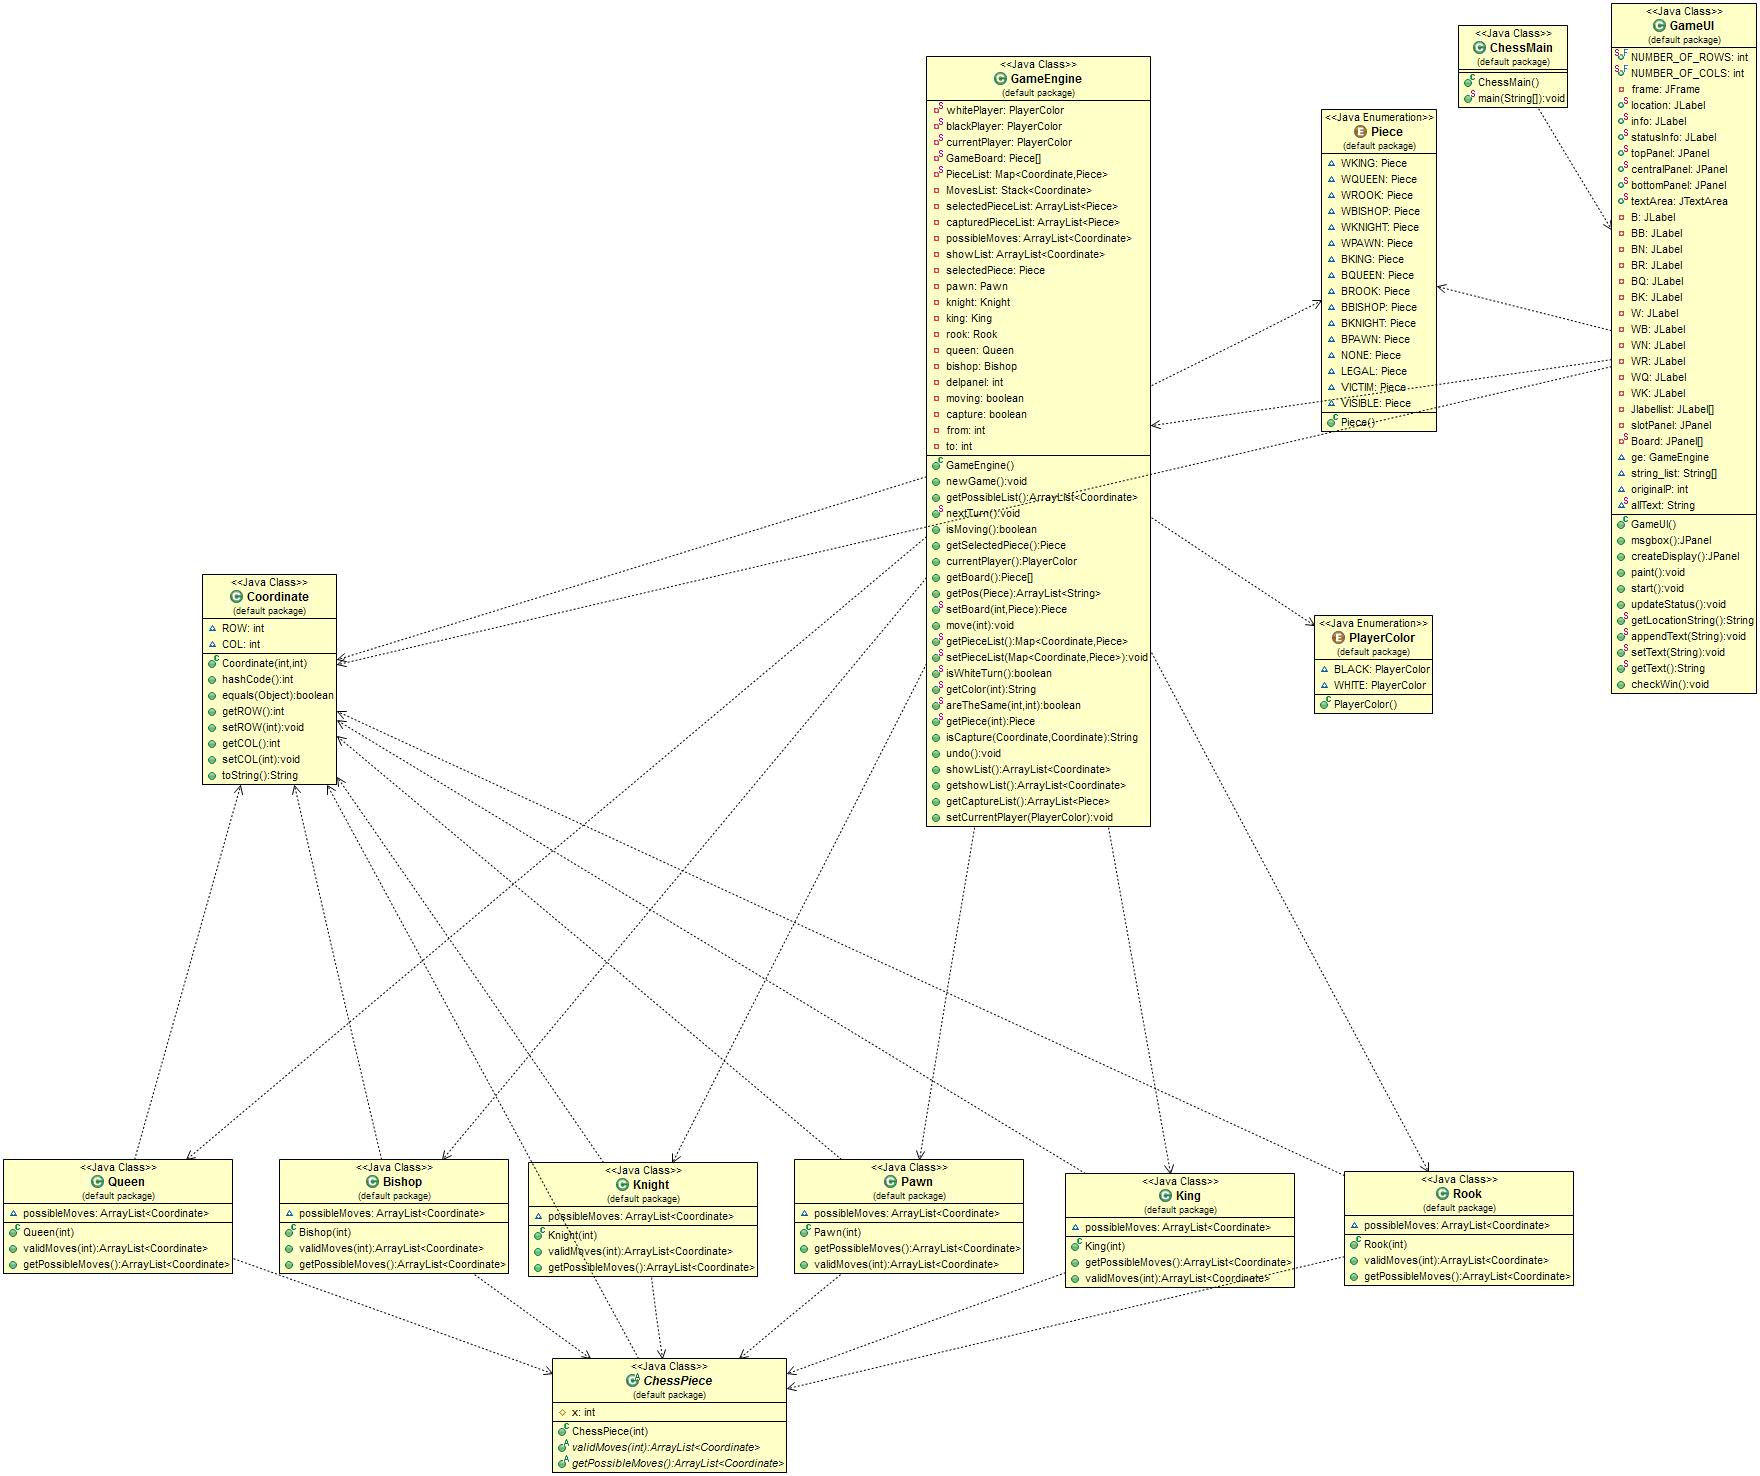 <<Java Class>>
GameUI
(default package)
NUMBER_OF_ROWS: int
NUMBER_OF_COLS: int
frame: JFrame
location: JLabel
info: JLabel
statusInfo: JLabel
topPanel: JPanel
centralPanel: JPanel
bottomPanel: JPanel
textArea: JTextArea
B: JLabel
BB: JLabel
BN: JLabel
BR: JLabel
BQ: JLabel
BK: JLabel
W: JLabel
WB: JLabel
WN: JLabel
WR: JLabel
WQ: JLabel
WK: JLabel
Jlabellist: JLabel[]
slotPanel: JPanel
Board: JPanel[]
ge: GameEngine
string_list: String[]
originalP: int
allText: String
GameUI()
msgbox():JPanel
createDisplay():JPanel
paint():void
start():void
updateStatus():void
getLocationString():String
appendText(String):void
setText(String):void
getText():String
checkWin():void
<<Java Class>>
ChessMain
(default package)
ChessMain()
main(String[]):void
<<Java Class>>
GameEngine
(default package)
whitePlayer: PlayerColor
blackPlayer: PlayerColor
currentPlayer: PlayerColor
GameBoard: Piece[]
PieceList: Map<Coordinate,Piece>
MovesList: Stack<Coordinate>
selectedPieceList: ArrayList<Piece>
capturedPieceList: ArrayList<Piece>
possibleMoves: ArrayList<Coordinate>
showList: ArrayList<Coordinate>
selectedPiece: Piece
pawn: Pawn
knight: Knight
king: King
rook: Rook
queen: Queen
bishop: Bishop
delpanel: int
moving: boolean
capture: boolean
from: int
to: int
GameEngine()
newGame():void
getPossibleList():ArrayList<Coordinate>
nextTurn():void
isMoving():boolean
getSelectedPiece():Piece
currentPlayer():PlayerColor
getBoard():Piece[]
getPos(Piece):ArrayList<String>
setBoard(int,Piece):Piece
move(int):void
getPieceList():Map<Coordinate,Piece>
setPieceList(Map<Coordinate,Piece>):void
isWhiteTurn():boolean
getColor(int):String
areTheSame(int,int):boolean
getPiece(int):Piece
isCapture(Coordinate,Coordinate):String
undo():void
showList():ArrayList<Coordinate>
getshowList():ArrayList<Coordinate>
getCaptureList():ArrayList<Piece>
setCurrentPlayer(PlayerColor):void
<<Java Enumeration>>
Piece
(default package)
WKING: Piece
WQUEEN: Piece
WROOK: Piece
WBISHOP: Piece
WKNIGHT: Piece
WPAWN: Piece
BKING: Piece
BQUEEN: Piece
BROOK: Piece
BBISHOP: Piece
BKNIGHT: Piece
BPAWN: Piece
NONE: Piece
LEGAL: Piece
VICTIM: Piece
VISIBLE: Piece
Piece()
<<Java Class>>
Coordinate
(default package)
ROW: int
COL: int
Coordinate(int,int)
hashCode():int
equals(Object):boolean
getROW():int
setROW(int):void
getCOL():int
setCOL(int):void
toString():String
<<Java Enumeration>>
PlayerColor
(default package)
BLACK: PlayerColor
WHITE: PlayerColor
PlayerColor()
<<Java Class>>
Queen
(default package)
possibleMoves: ArrayList<Coordinate>
Queen(int)
validMoves(int):ArrayList<Coordinate>
getPossibleMoves():ArrayList<Coordinate>
<<Java Class>>
Bishop
(default package)
possibleMoves: ArrayList<Coordinate>
Bishop(int)
validMoves(int):ArrayList<Coordinate>
getPossibleMoves():ArrayList<Coordinate>
<<Java Class>>
Knight
(default package)
possibleMoves: ArrayList<Coordinate>
Knight(int)
validMoves(int):ArrayList<Coordinate>
getPossibleMoves():ArrayList<Coordinate>
<<Java Class>>
Pawn
(default package)
possibleMoves: ArrayList<Coordinate>
Pawn(int)
getPossibleMoves():ArrayList<Coordinate>
validMoves(int):ArrayList<Coordinate>
<<Java Class>>
King
(default package)
possibleMoves: ArrayList<Coordinate>
King(int)
getPossibleMoves():ArrayList<Coordinate>
validMoves(int):ArrayList<Coordinate>
<<Java Class>>
Rook
(default package)
possibleMoves: ArrayList<Coordinate>
Rook(int)
validMoves(int):ArrayList<Coordinate>
getPossibleMoves():ArrayList<Coordinate>
<<Java Class>>
ChessPiece
(default package)
x: int
ChessPiece(int)
validMoves(int):ArrayList<Coordinate>
getPossibleMoves():ArrayList<Coordinate>